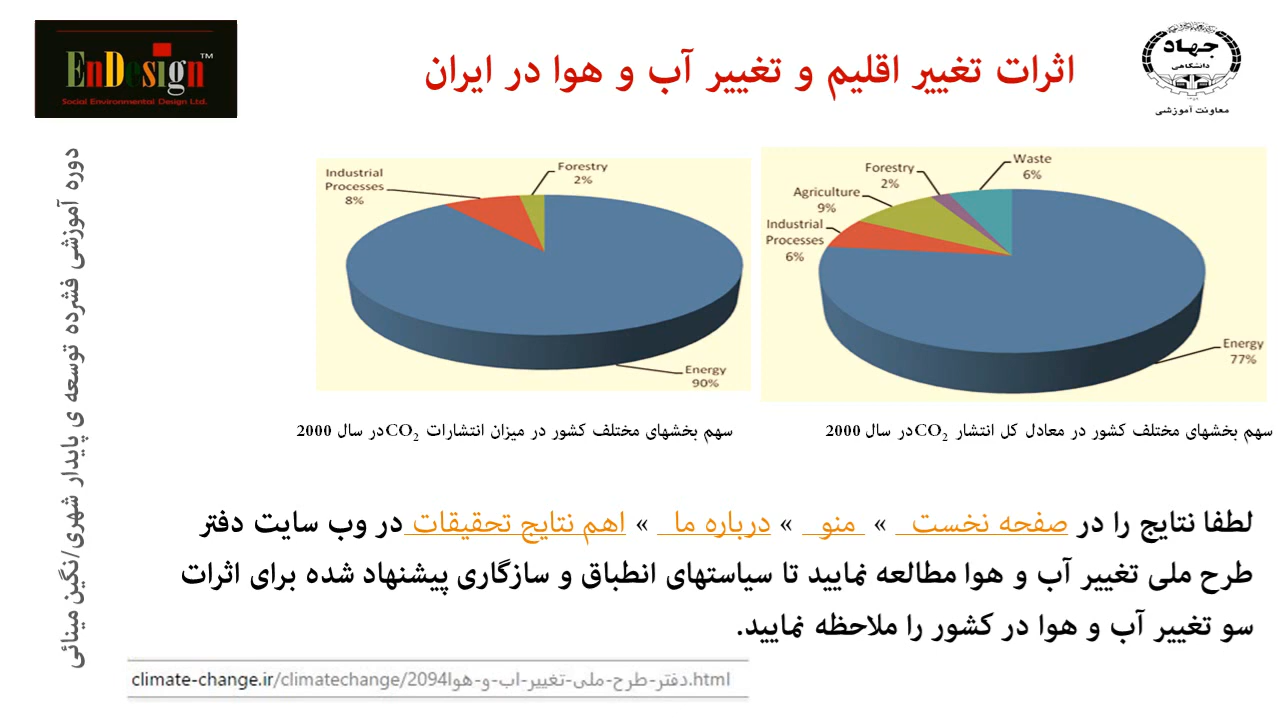 EnDesign™
Social Environmental Design Ltd.
اثرات تغییر اقلیم و تغییر آب و هوا در ایران
جهاد
دانشگاهی
معاونت آموزشی
دوره آموزشی فشرده توسعه ی پایدار شهری/نگین مینائی
Industrial
Processes
8%
Forestry
2%
Energy
90%
Waste
6%
Forestry
2%
Agriculture
9%
Industrial
Processes
6%
Energy
77%
سهم بخشهای مختلف کشور در معادل کل انتشار CO2در سال 2000
سهم بخشهای مختلف کشور در میزان انتشارات CO2در سال 2000
لطفا نتایج را در صفحه نخست » منو » درباره ما » اهم نتایج تحقیقات در وب سایت دفتر
طرح ملی تغییر آب و هوا مطالعه نمایید تا سیاستهای انطباق و سازگاری پیشنهاد شده برای اثرات
سو تغییر آب و هوا در کشور را ملاحظه نمایید.
climate-change.ir/climatechange/2094دفتر-طرح-ملی-تغییر-اب-و-هوا.html